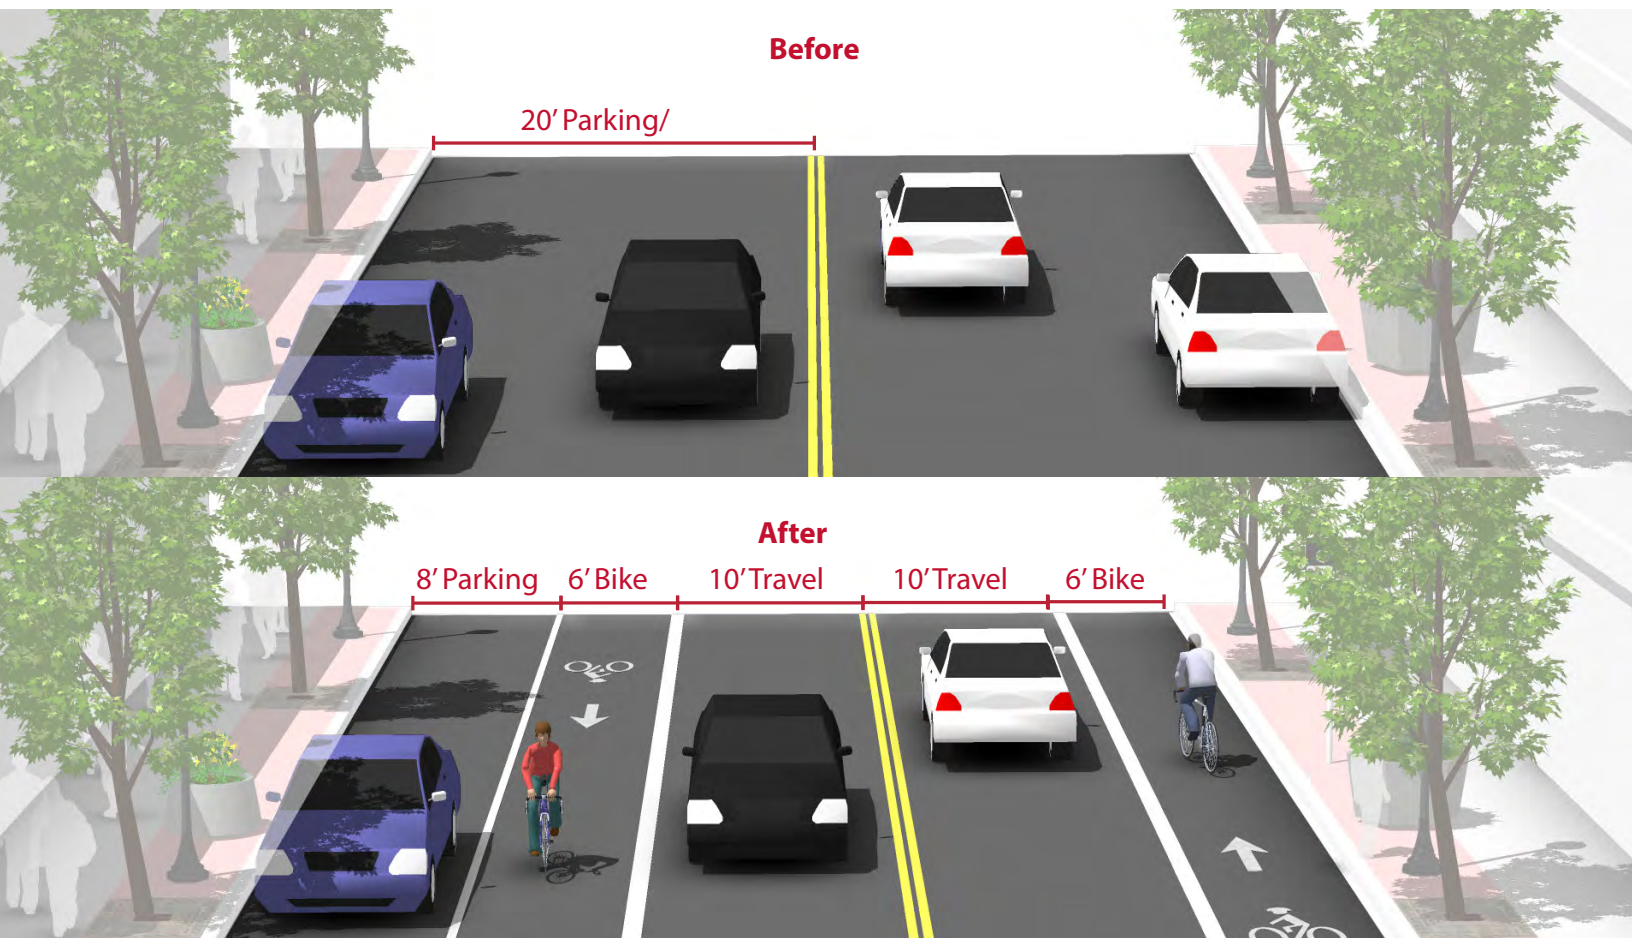 Before
20’ Parking/
After
8’ Parking 6’ Bike 10’ Travel 10’ Travel 6’ Bike